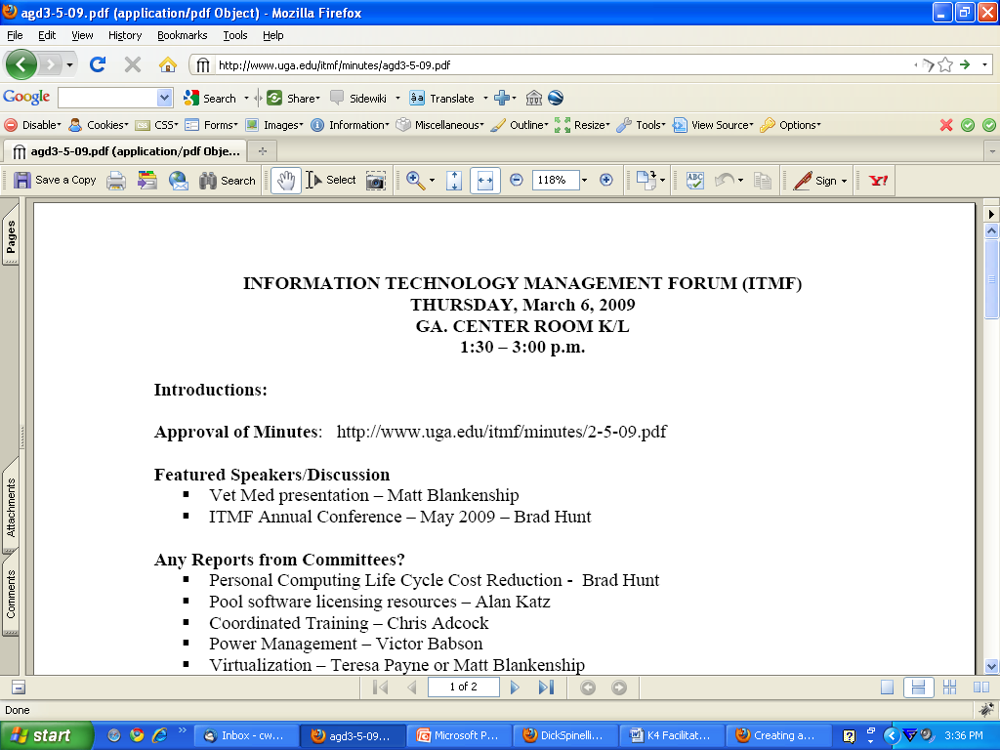 agd3-5-09.pdf (application/pdf Object) - Mozilla Firefox
File Edit View History Bookmarks Tools Help
http://www.uga.edu/itmf/minutes/agd3-5-09.pdf
Google Search Share Sidewiki Translate
Disable Cookies CSS Forms Images Information Miscellaneous Outline Resize Tools View Source Options
agd3-5-09.pdf (application/pdf Obje...
Save a Copy Search Select 118% Sign Y!
Pages
INFORMATION TECHNOLOGY MANAGEMENT FORUM (ITMF)
THURSDAY, March 6, 2009
GA. CENTER ROOM K/L
1:30 – 3:00 p.m.
Introductions:
Approval of Minutes: http://www.uga.edu/itmf/minutes/2-5-09.pdf
Featured Speakers/Discussion
▪ Vet Med presentation – Matt Blankenship
▪ ITMF Annual Conference – May 2009 – Brad Hunt
Attachments
Any Reports from Committees?
▪ Personal Computing Life Cycle Cost Reduction - Brad Hunt
▪ Pool software licensing resources – Alan Katz
▪ Coordinated Training – Chris Adcock
▪ Power Management – Victor Babson
▪ Virtualization – Teresa Payne or Matt Blankenship
Comments
1 of 2
Done
start Inbox - cw... agd3-5-09... Microsoft P... DickSpinelli... K4 Facilitat... Creating a... 3:36 PM